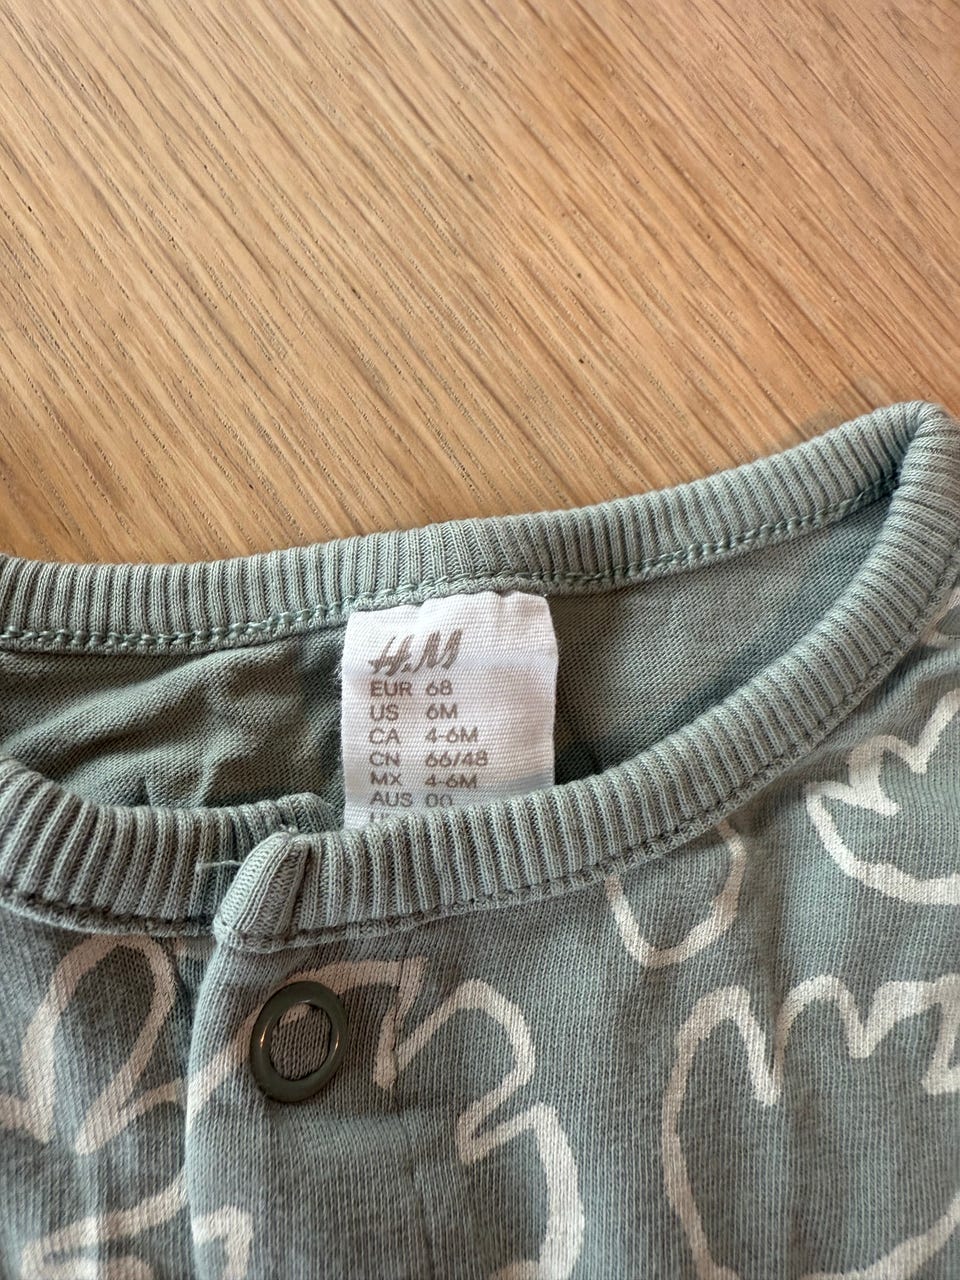 H&M
EUR 68
US 6M
CA 4-6M
CN 66/48
MX 4-6M
AUS 00